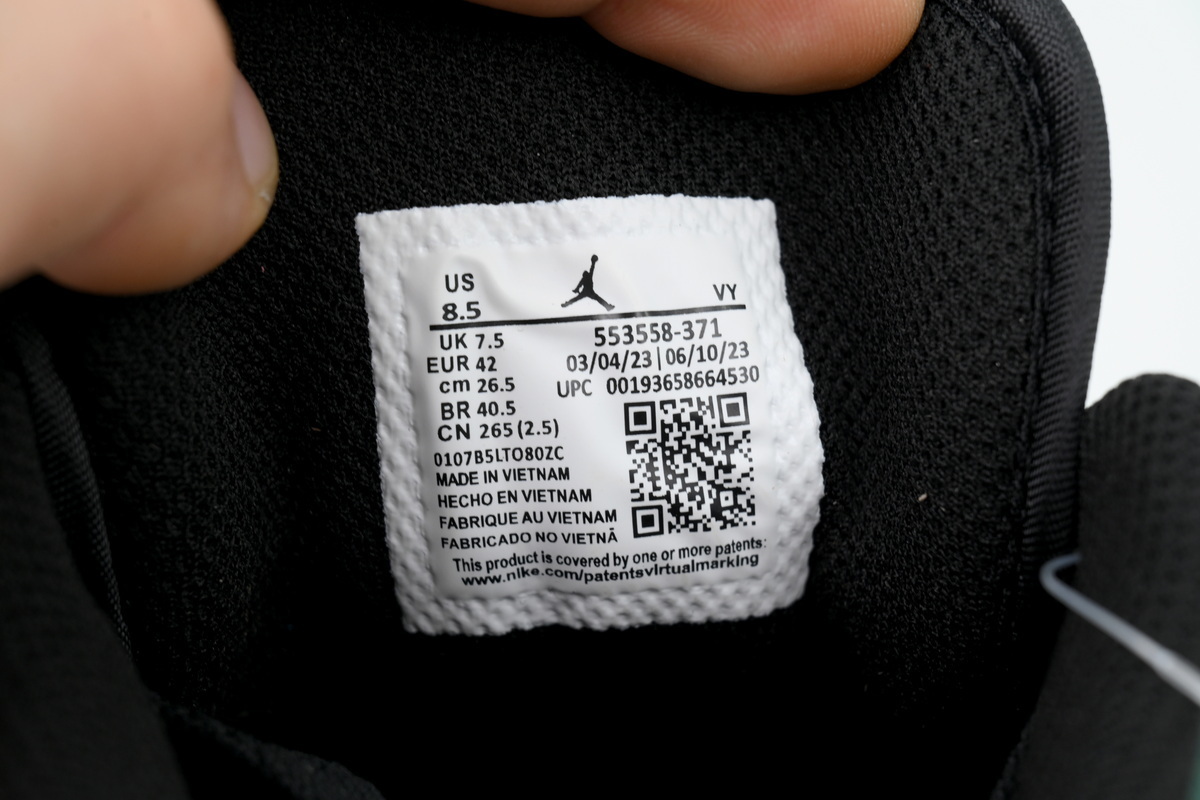 US
8.5
VY
UK 7.5
EUR 42
cm 26.5
BR 40.5
CN 265 (2.5)
553558-371
03/04/23 | 06/10/23
UPC 00193658664530
0107B5LTO80ZC
MADE IN VIETNAM
HECHO EN VIETNAM
FABRIQUE AU VIETNAM
FABRICADO NO VIETNÃ
This product is covered by one or more patents:
www.nike.com/patentsvirtualmarking